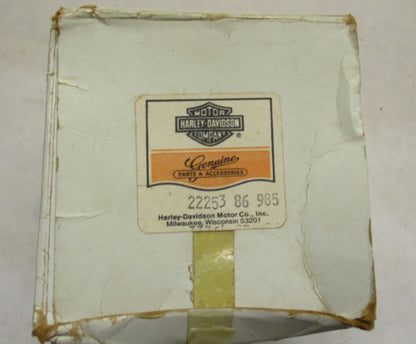 MOTOR
HARLEY-DAVIDSON
COMPANY
®
Genuine
PARTS & ACCESSORIES
22253 86 985
Harley-Davidson Motor Co., Inc.
Milwaukee, Wisconsin 53201